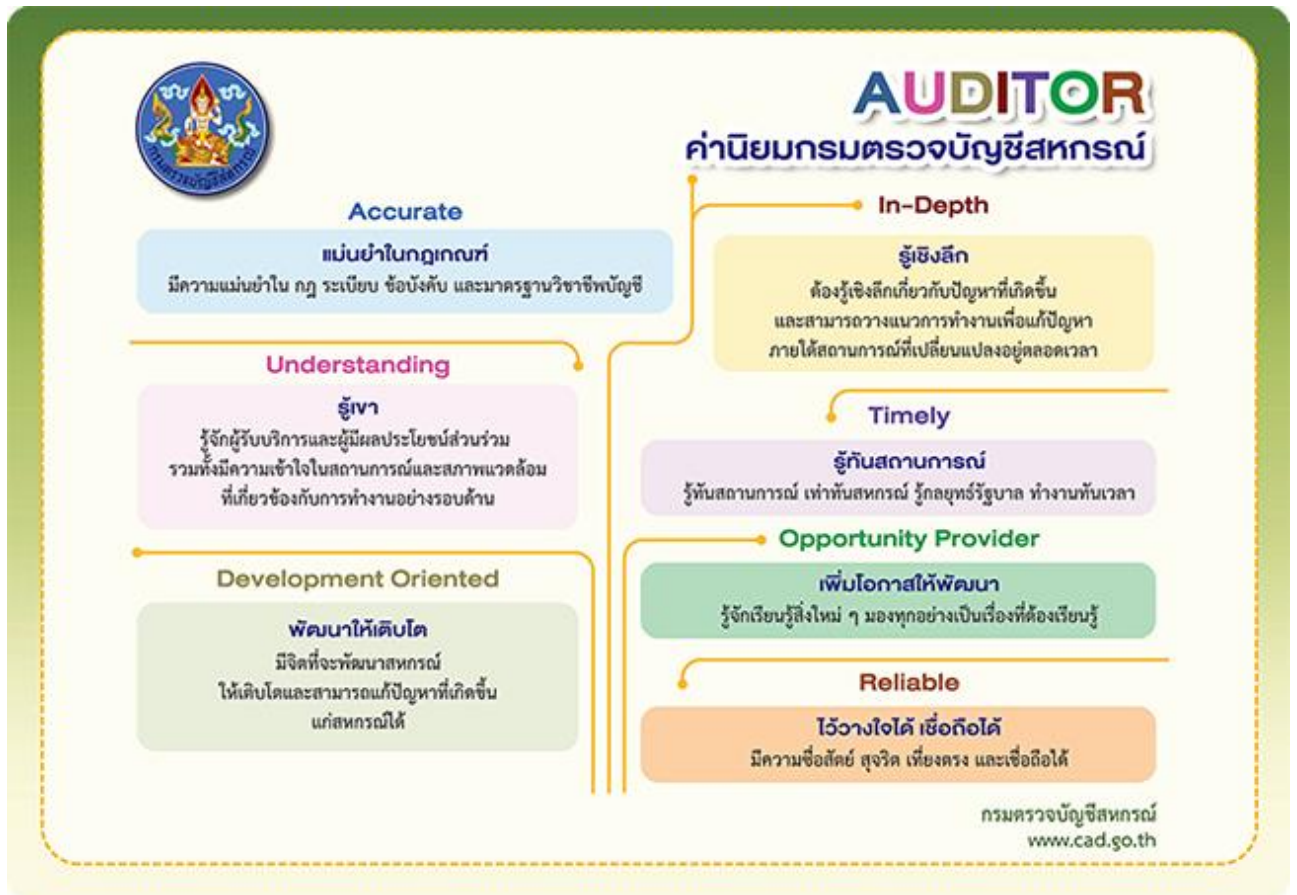 กรมตรวจบัญชีสหกรณ์
AUDITOR
ค่านิยมกรมตรวจบัญชีสหกรณ์
Accurate
แม่นยำในกฎเกณฑ์
มีความแม่นยำใน กฎ ระเบียบ ข้อบังคับ และมาตรฐานวิชาชีพบัญชี
Understanding
รู้เขา
รู้จักผู้รับบริการและผู้มีผลประโยชน์ส่วนร่วม
รวมทั้งมีความเข้าใจในสถานการณ์และสภาพแวดล้อม
ที่เกี่ยวข้องกับการทำงานอย่างรอบด้าน
Development Oriented
พัฒนาให้เติบโต
มีจิตที่จะพัฒนาสหกรณ์
ให้เติบโตและสามารถแก้ปัญหาที่เกิดขึ้น
แก่สหกรณ์ได้
In-Depth
รู้เชิงลึก
ต้องรู้เชิงลึกเกี่ยวกับปัญหาที่เกิดขึ้น
และสามารถวางแนวการทำงานเพื่อแก้ปัญหา
ภายใต้สถานการณ์ที่เปลี่ยนแปลงอยู่ตลอดเวลา
Timely
รู้ทันสถานการณ์
รู้ทันสถานการณ์ เท่าทันสหกรณ์ รู้กลยุทธ์รัฐบาล ทำงานทันเวลา
Opportunity Provider
เพิ่มโอกาสให้พัฒนา
รู้จักเรียนรู้สิ่งใหม่ ๆ มองทุกอย่างเป็นเรื่องที่ต้องเรียนรู้
Reliable
ไว้วางใจได้ เชื่อถือได้
มีความซื่อสัตย์ สุจริต เที่ยงตรง และเชื่อถือได้
กรมตรวจบัญชีสหกรณ์
www.cad.go.th